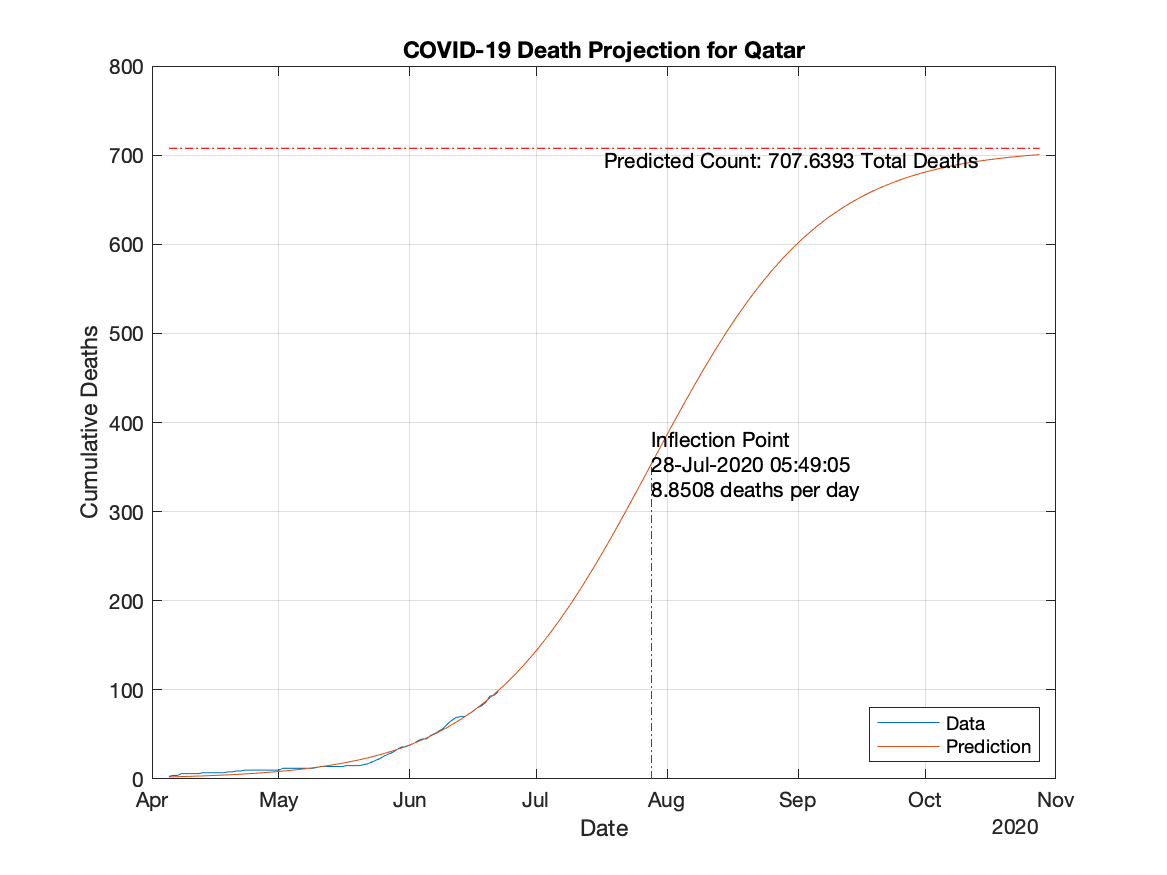 COVID-19 Death Projection for Qatar
800
700
600
500
400
300
200
100
0
Cumulative Deaths
Predicted Count: 707.6393 Total Deaths
Inflection Point
28-Jul-2020 05:49:05
8.8508 deaths per day
Data
Prediction
Apr May Jun Jul Aug Sep Oct Nov
Date
2020